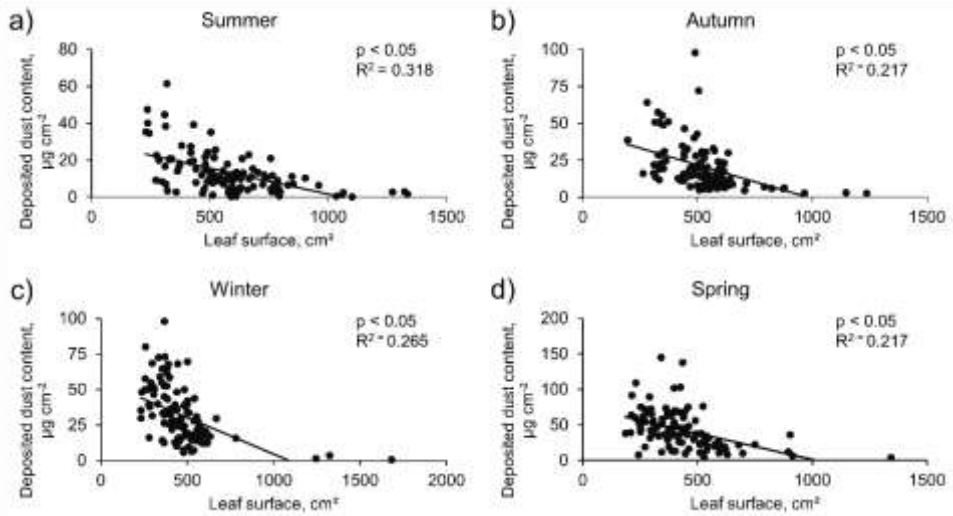 a)
Summer
p < 0.05
R² = 0.318
Deposited dust content,
µg cm⁻²
80
60
40
20
0
0 500 1000 1500
Leaf surface, cm²
b)
Autumn
p < 0.05
R² = 0.217
Deposited dust content,
µg cm⁻²
100
75
50
25
0
0 500 1000 1500
Leaf surface, cm²
c)
Winter
p < 0.05
R² = 0.265
Deposited dust content,
µg cm⁻²
100
75
50
25
0
0 500 1000 1500 2000
Leaf surface, cm²
d)
Spring
p < 0.05
R² = 0.217
Deposited dust content,
µg cm⁻²
200
150
100
50
0
0 500 1000 1500
Leaf surface, cm²